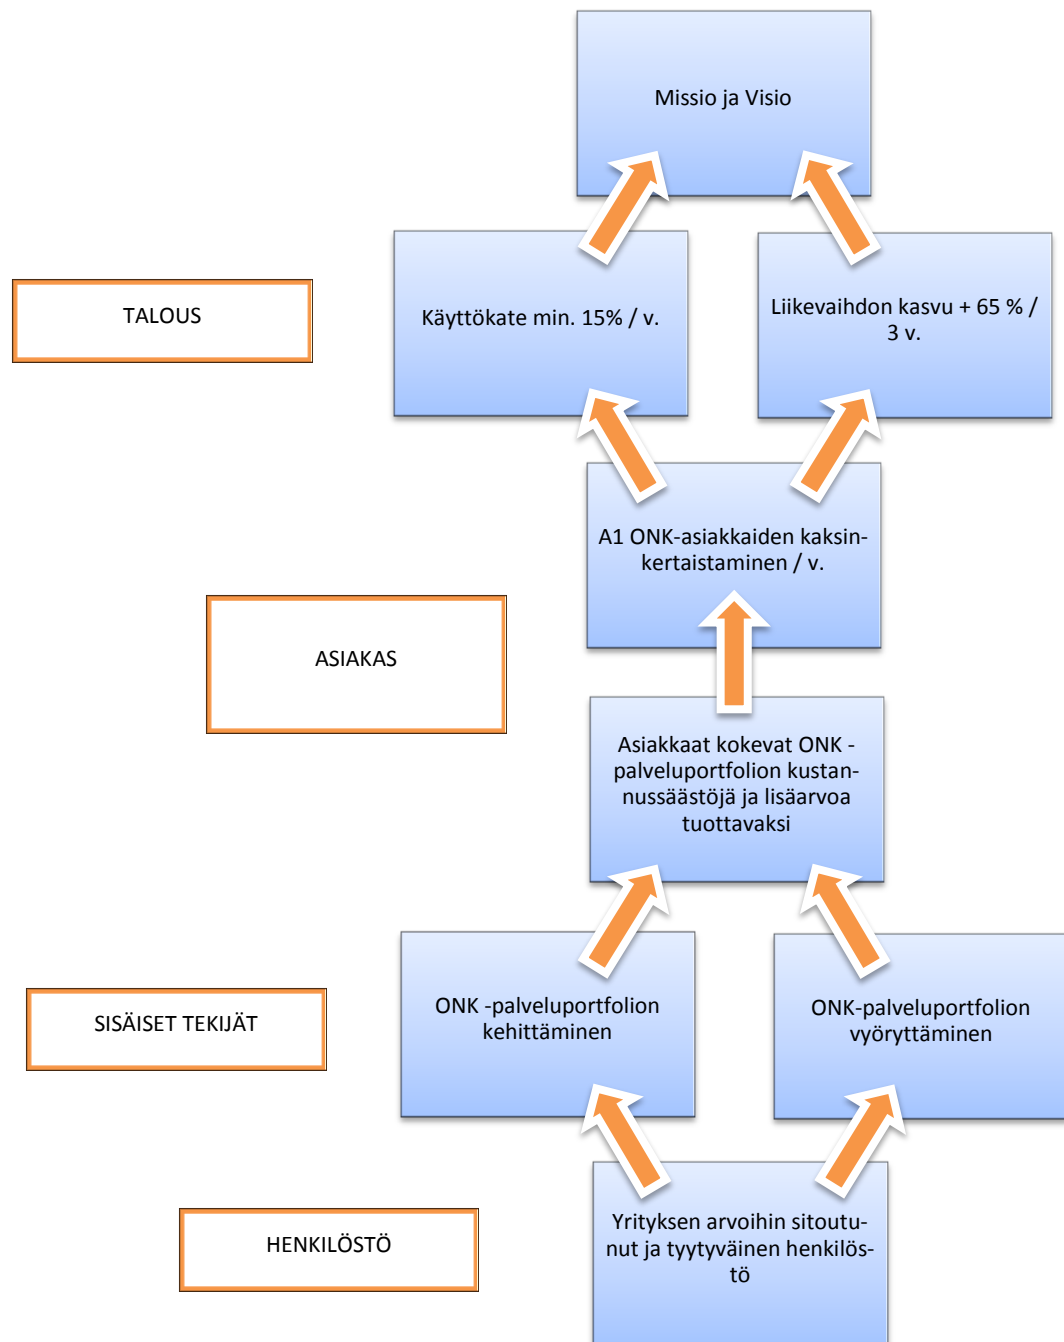 Missio ja Visio
TALOUS
Käyttökate min. 15% / v.
Liikevaihdon kasvu + 65 % /
3 v.
A1 ONK-asiakkaiden kaksin-
kertaistaminen / v.
ASIAKAS
Asiakkaat kokevat ONK -
palveluportfolion kustan-
nussäästöjä ja lisäarvoa
tuottavaksi
SISÄISET TEKIJÄT
ONK -palveluportfolion
kehittäminen
ONK-palveluportfolion
vyöryttäminen
HENKILÖSTÖ
Yrityksen arvoihin sitoutu-
nut ja tyytyväinen henkilös-
tö